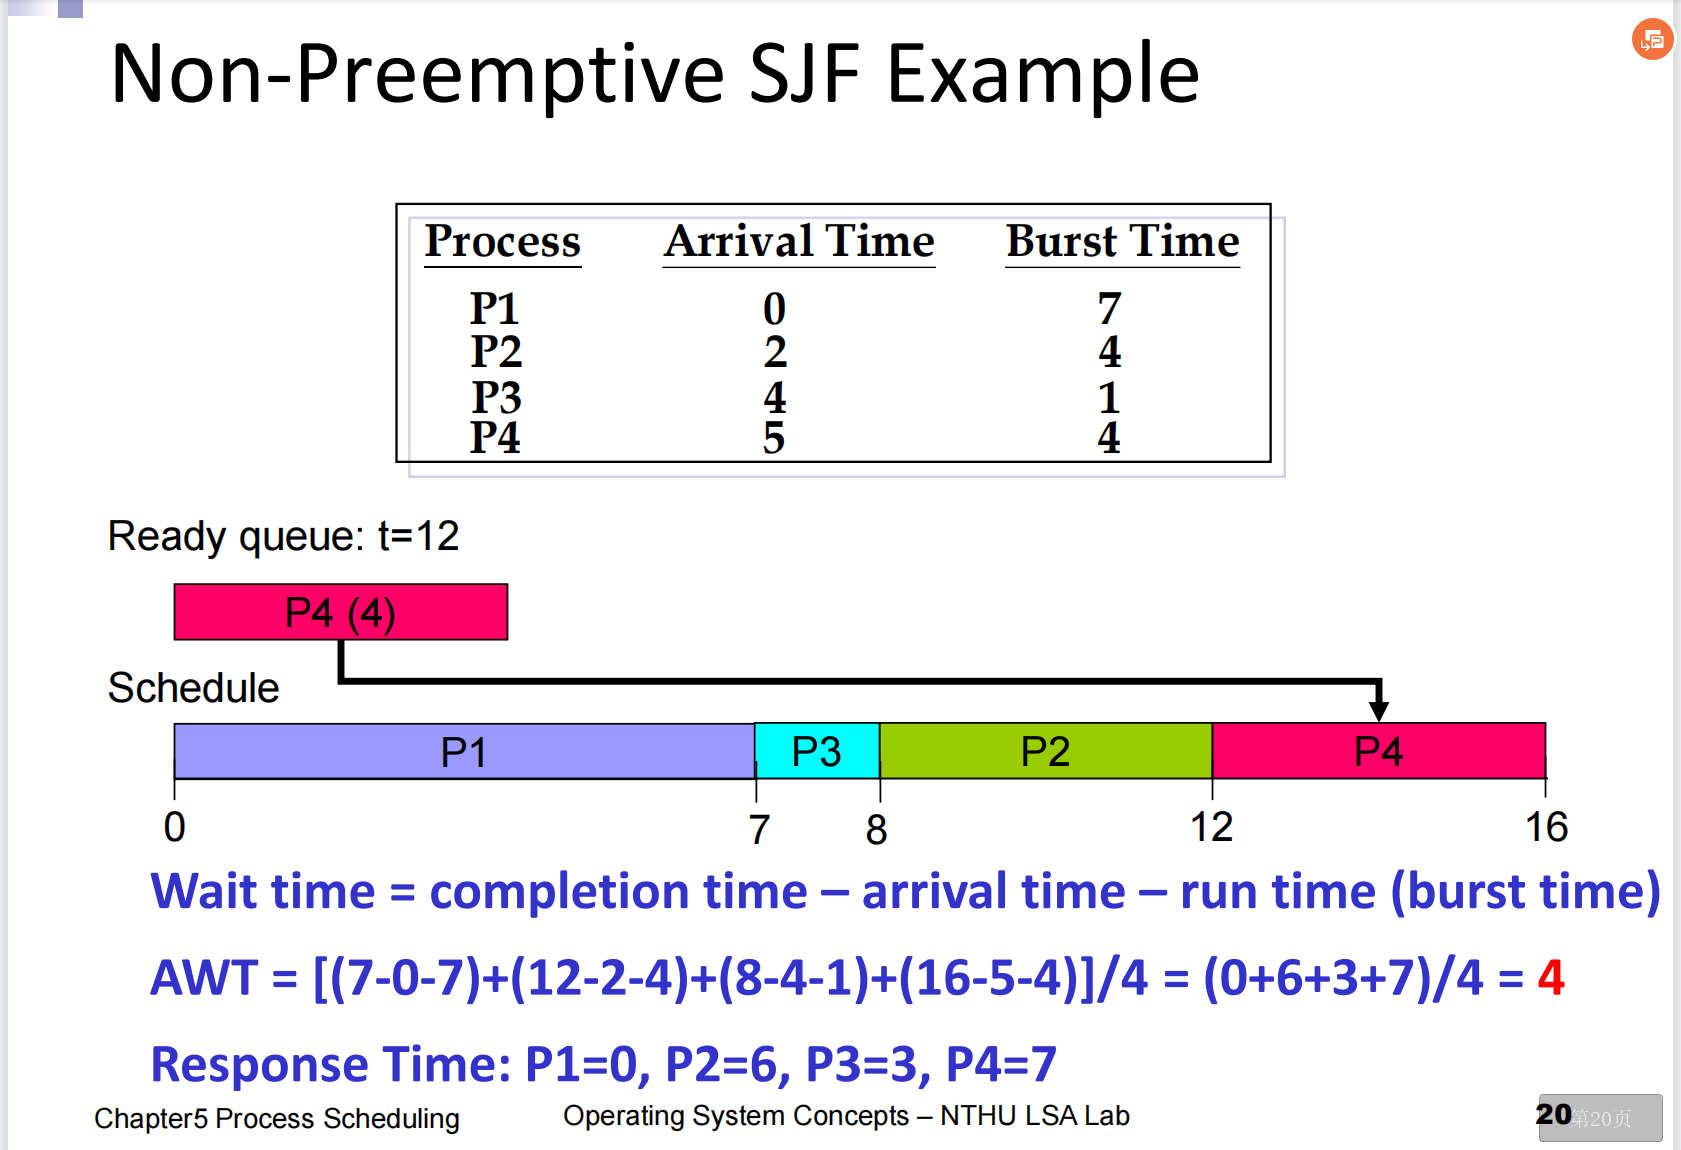 Non-Preemptive SJF Example
Process Arrival Time Burst Time
P1 0 7
P2 2 4
P3 4 1
P4 5 4
Ready queue: t=12
P4 (4)
Schedule
P1 P3 P2 P4
0 7 8 12 16
Wait time = completion time – arrival time – run time (burst time)
AWT = [(7-0-7)+(12-2-4)+(8-4-1)+(16-5-4)]/4 = (0+6+3+7)/4 = 4
Response Time: P1=0, P2=6, P3=3, P4=7
Chapter5 Process Scheduling Operating System Concepts – NTHU LSA Lab 20 第20页